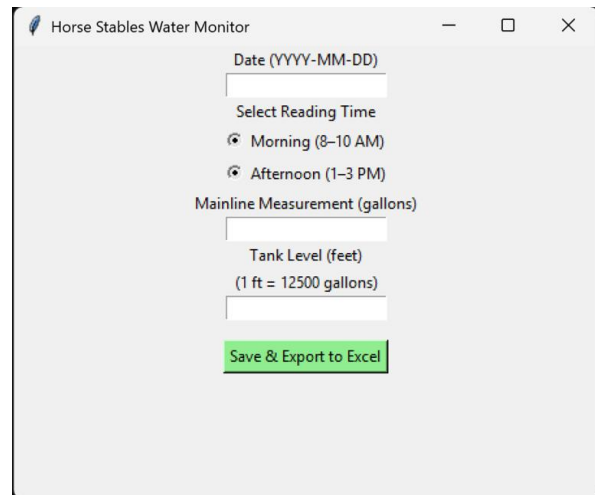 Horse Stables Water Monitor
Date (YYYY-MM-DD)
Select Reading Time
Morning (8–10 AM)
Afternoon (1–3 PM)
Mainline Measurement (gallons)
Tank Level (feet)
(1 ft = 12500 gallons)
Save & Export to Excel